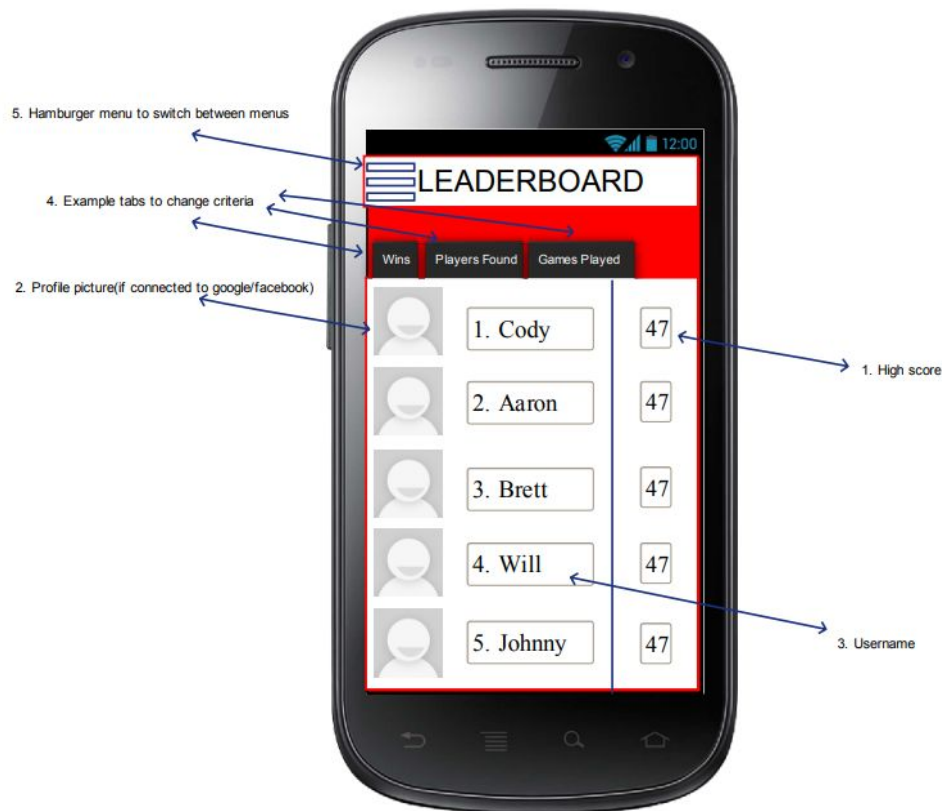 5. Hamburger menu to switch between menus
12:00
LEADERBOARD
4. Example tabs to change criteria
Wins
Players Found
Games Played
2. Profile picture(if connected to google/facebook)
1. Cody
47
1. High score
2. Aaron
47
3. Brett
47
4. Will
47
3. Username
5. Johnny
47